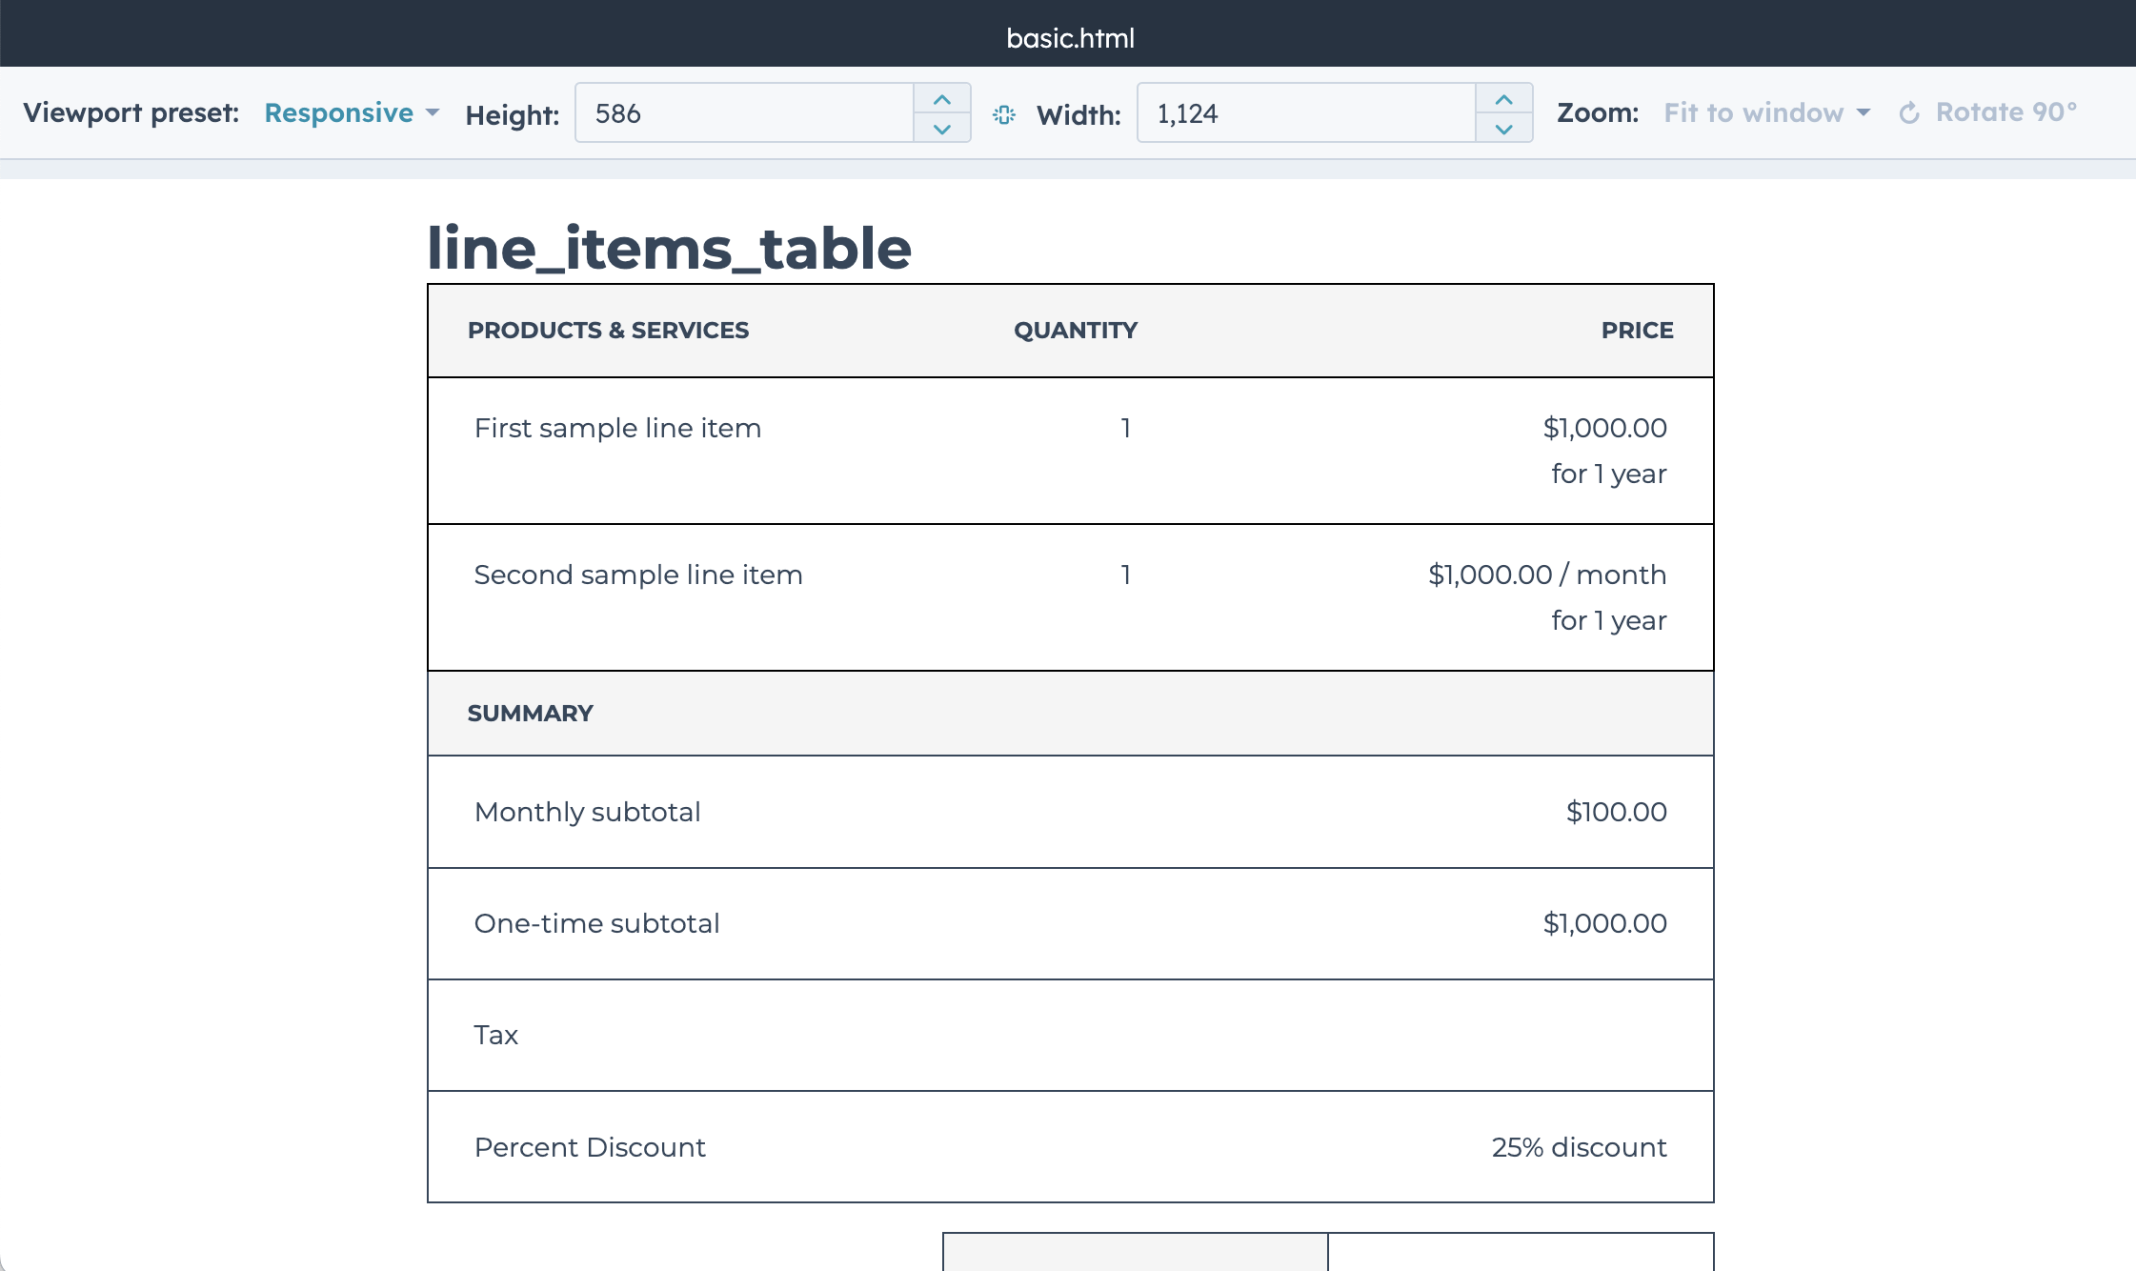 basic.html
Viewport preset: Responsive Height: 586 Width: 1,124 Zoom: Fit to window Rotate 90°
line_items_table
PRODUCTS & SERVICES QUANTITY PRICE
First sample line item 1 $1,000.00
for 1 year
Second sample line item 1 $1,000.00 / month
for 1 year
SUMMARY
Monthly subtotal $100.00
One-time subtotal $1,000.00
Tax
Percent Discount 25% discount